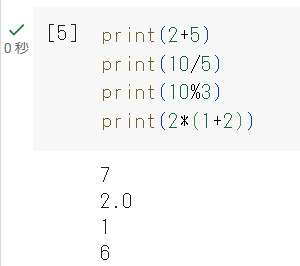 [5] print(2+5)
0 秒 print(10/5)
print(10%3)
print(2*(1+2))
7
2.0
1
6